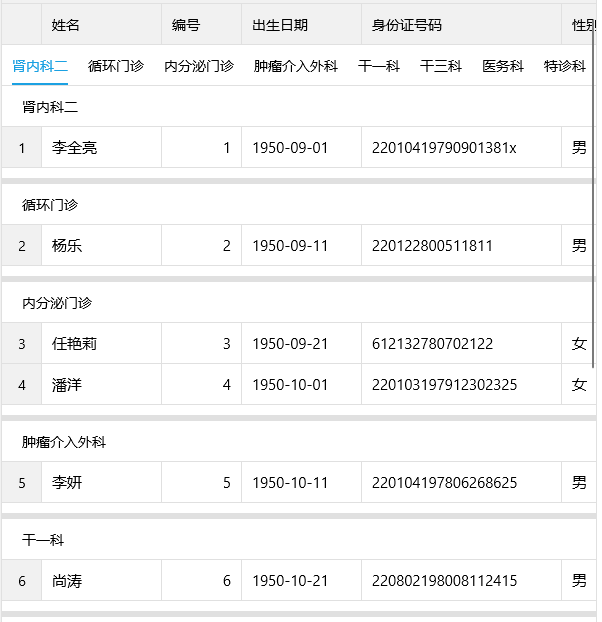 姓名 编号 出生日期 身份证号码 性别
肾内科二 循环门诊 内分泌门诊 肿瘤介入外科 干一科 干三科 医务科 特诊科
肾内科二
1 李全亮 1 1950-09-01 22010419790901381x 男
循环门诊
2 杨乐 2 1950-09-11 220122800511811 男
内分泌门诊
3 任艳莉 3 1950-09-21 612132780702122 女
4 潘洋 4 1950-10-01 220103197912302325 女
肿瘤介入外科
5 李妍 5 1950-10-11 220104197806268625 男
干一科
6 尚涛 6 1950-10-21 220802198008112415 男